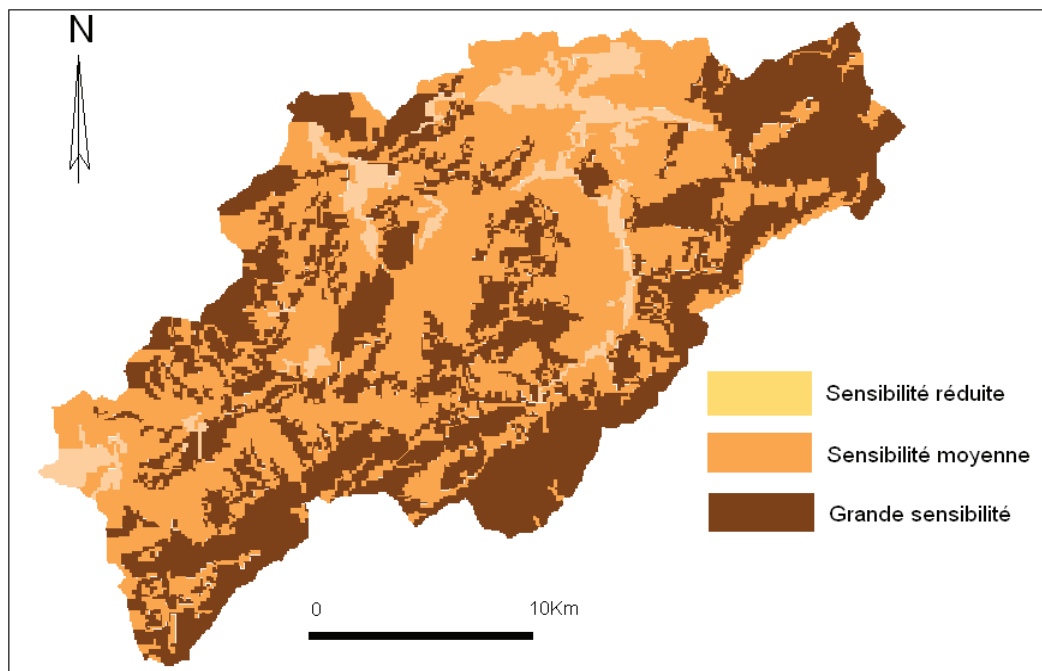 N
Sensibilité réduite
Sensibilité moyenne
Grande sensibilité
0 10Km